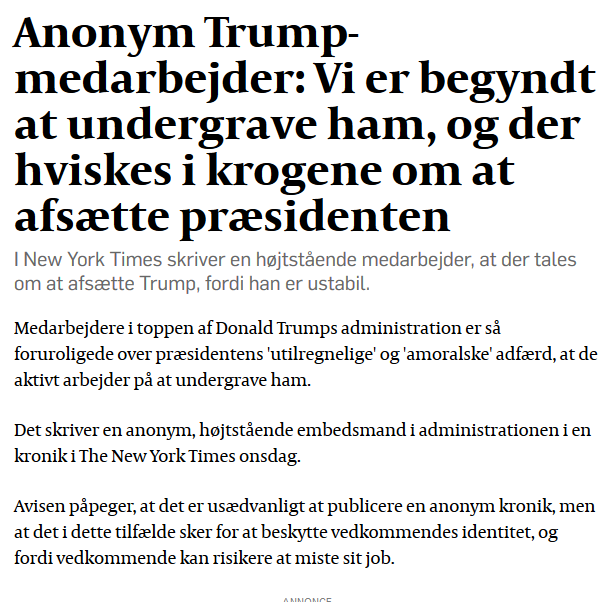 Anonym Trump-
medarbejder: Vi er begyndt
at undergrave ham, og der
hviskes i krogene om at
afsætte præsidenten
I New York Times skriver en højtstående medarbejder, at der tales
om at afsætte Trump, fordi han er ustabil.
Medarbejdere i toppen af Donald Trumps administration er så
foruroligede over præsidentens 'utilregnelige' og 'amoralske' adfærd, at de
aktivt arbejder på at undergrave ham.
Det skriver en anonym, højtstående embedsmand i administrationen i en
kronik i The New York Times onsdag.
Avisen påpeger, at det er usædvanligt at publicere en anonym kronik, men
at det i dette tilfælde sker for at beskytte vedkommendes identitet, og
fordi vedkommende kan risikere at miste sit job.
ANNONCE